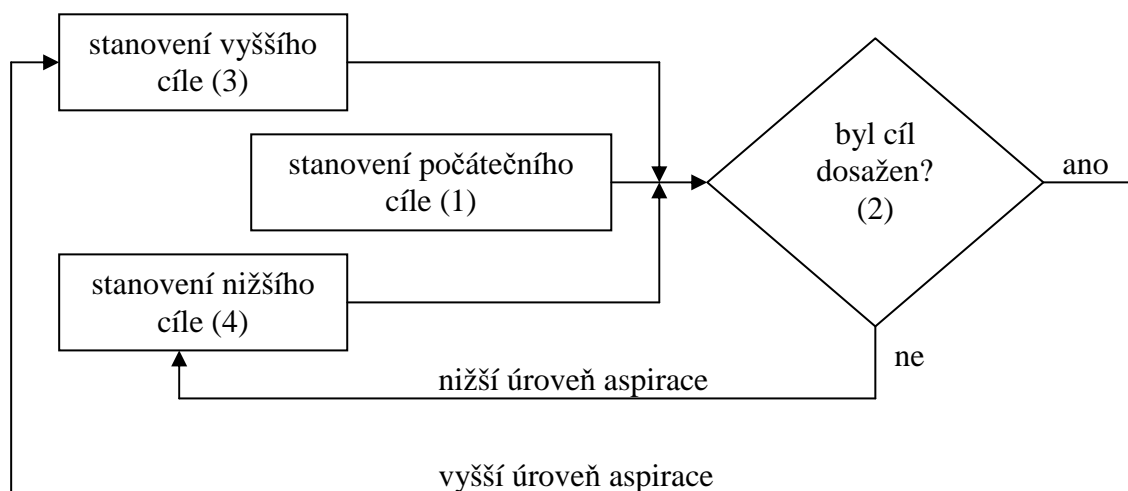 stanovení vyššího
cíle (3)
stanovení počátečního
cíle (1)
byl cíl
dosažen?
(2)
ano
stanovení nižšího
cíle (4)
ne
nižší úroveň aspirace
vyšší úroveň aspirace